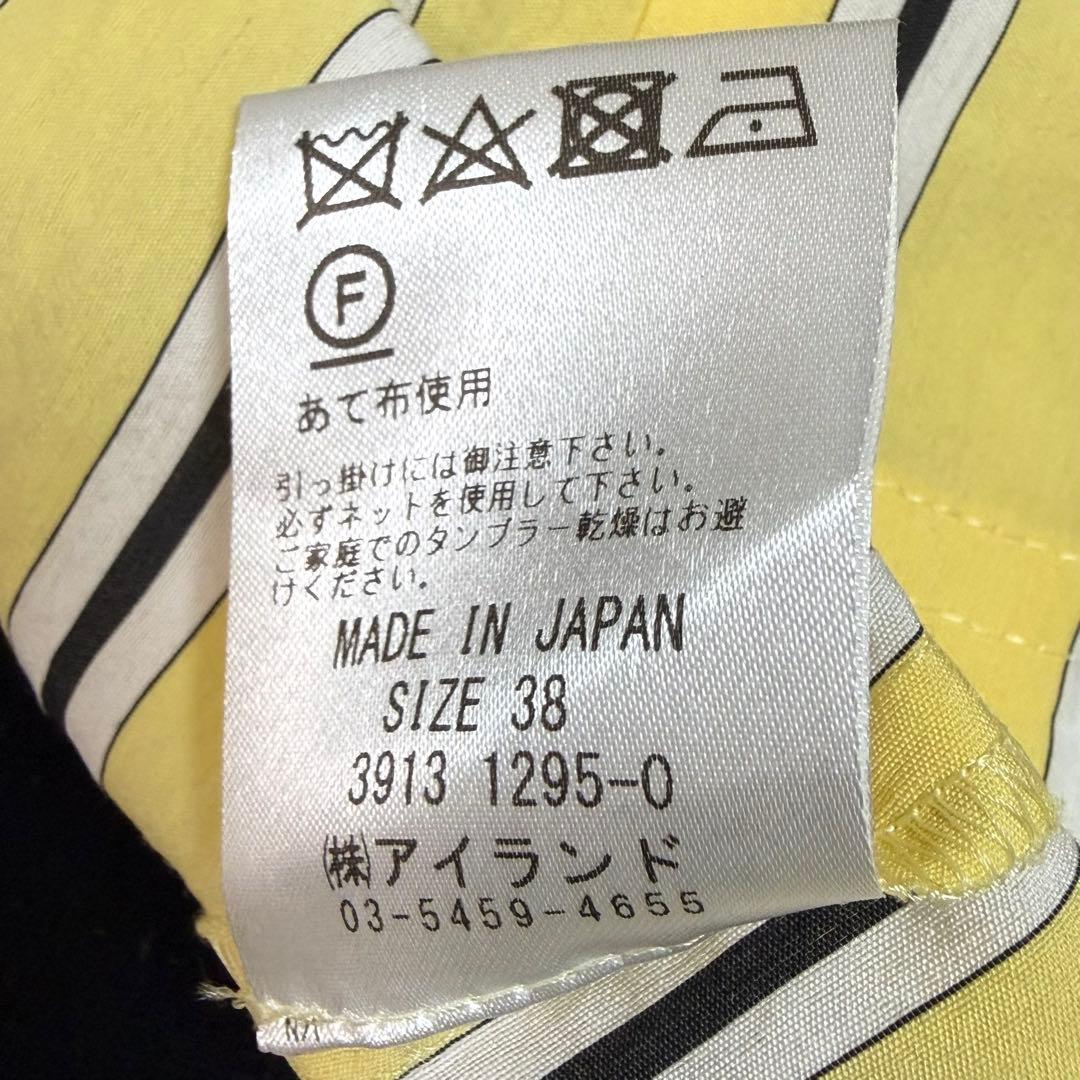 F
あて布使用
引っ掛けには御注意下さい。
必ずネットを使用して下さい。
ご家庭でのタンブラー乾燥はお避
けください。
MADE IN JAPAN
SIZE 38
3913 1295-0
㈱アイランド
03-5459-4655